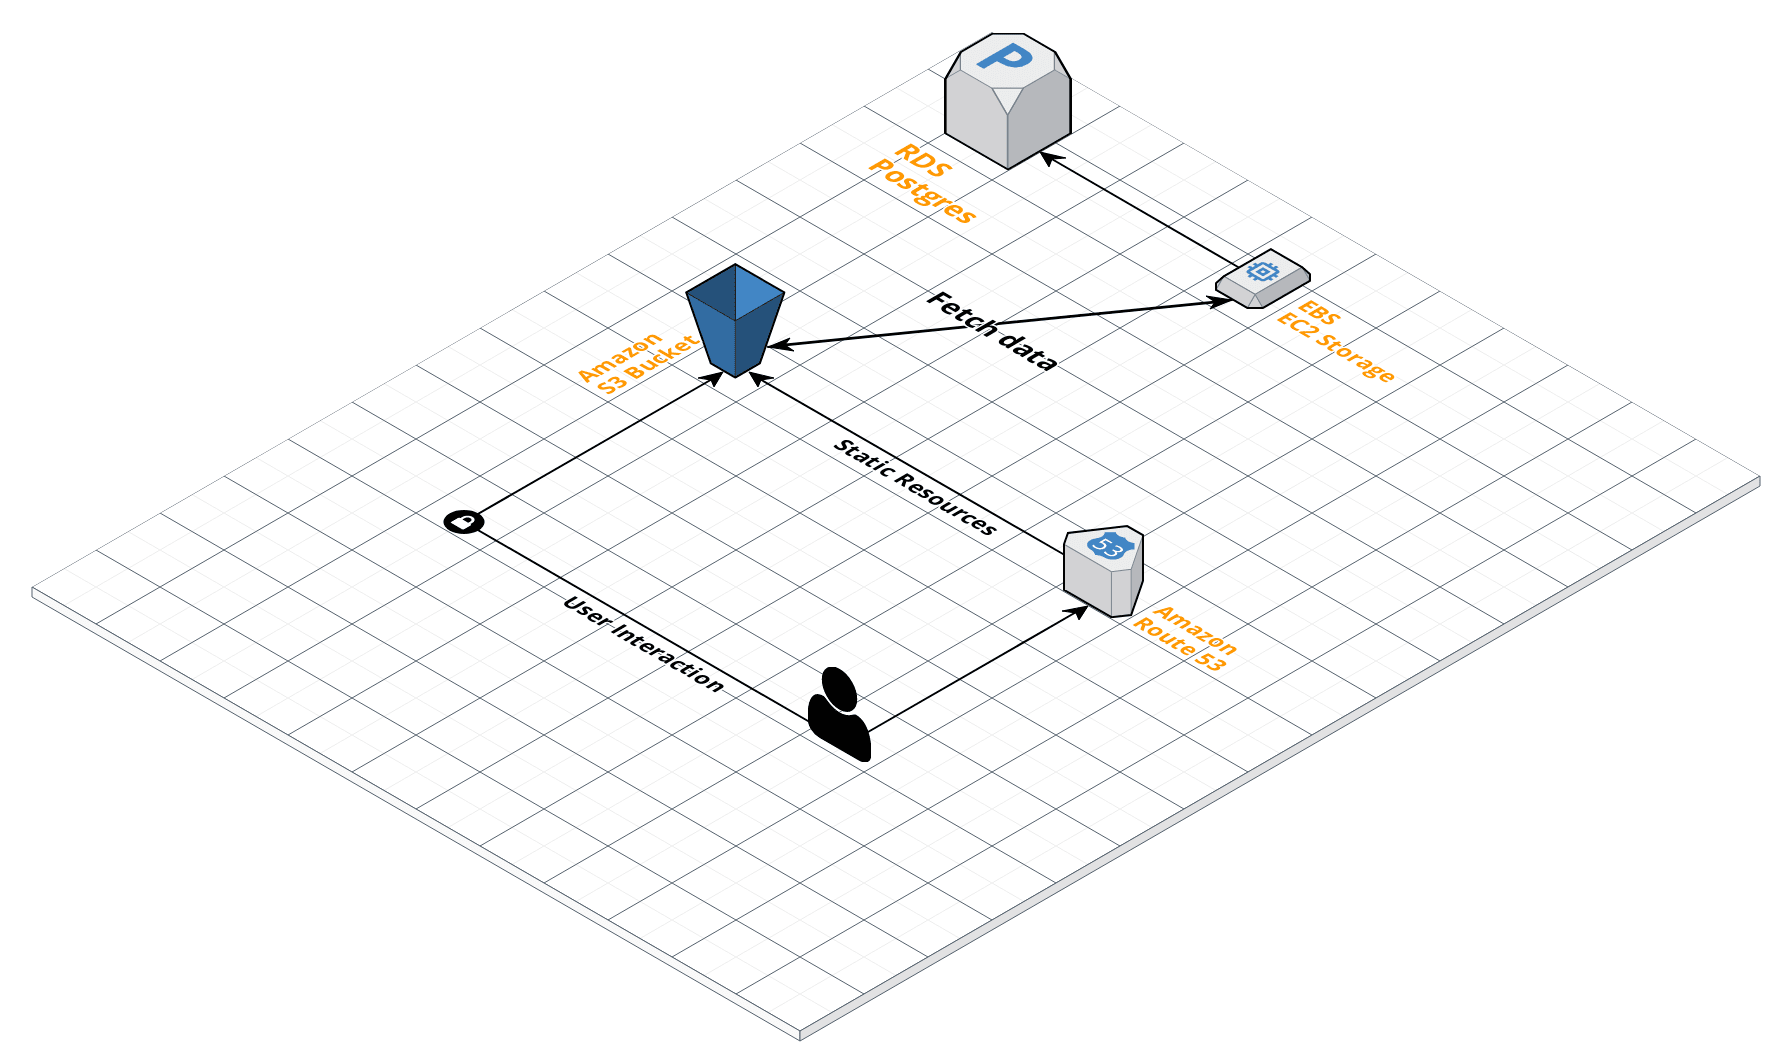 P
RDS
Postgres
EBS
EC2 Storage
Fetch data
Amazon
S3 Bucket
Static Resources
53
Amazon
Route 53
User Interaction